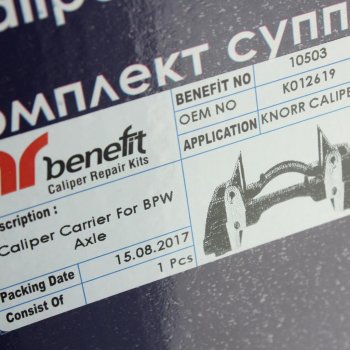 омплект супп
benefit
Caliper Repair Kits
BENEFİT NO 10503
OEM NO K012619
APPLICATION KNORR CALIPE
scription :
Caliper Carrier For BPW
Axle
Packing Date 15.08.2017
Consist of 1 Pcs